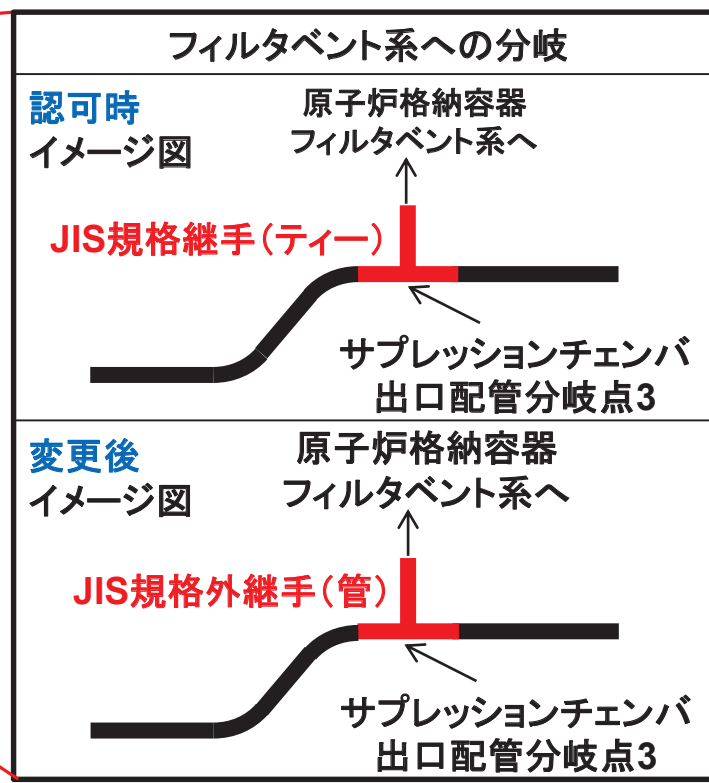 フィルタベント系への分岐
認可時
イメージ図
原子炉格納容器
フィルタベント系へ
JIS規格継手（ティー）
サプレッションチェンバ
出口配管分岐点3
変更後
イメージ図
原子炉格納容器
フィルタベント系へ
JIS規格外継手（管）
サプレッションチェンバ
出口配管分岐点3